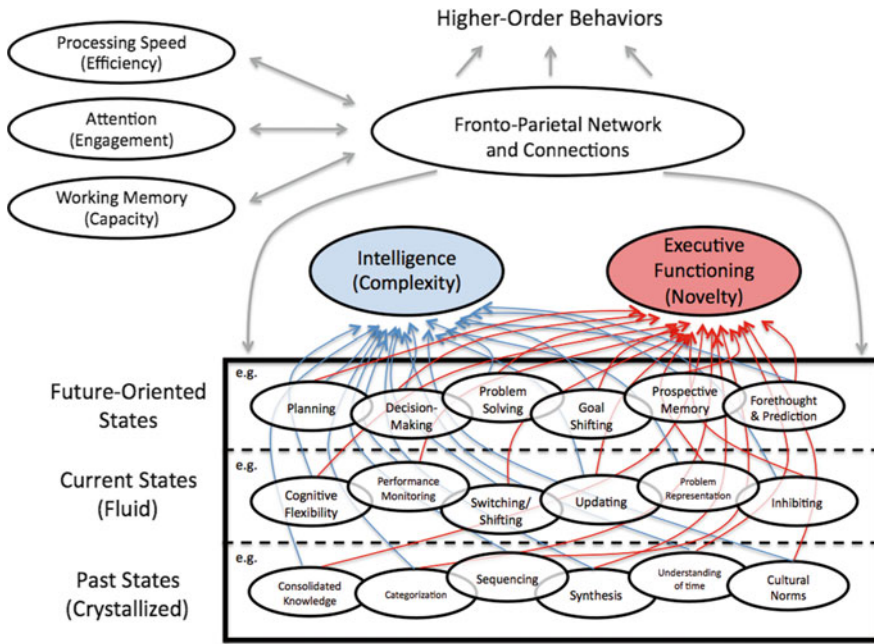 Higher-Order Behaviors
Processing Speed
(Efficiency)
Attention
(Engagement)
Working Memory
(Capacity)
Fronto-Parietal Network
and Connections
Intelligence
(Complexity)
Executive
Functioning
(Novelty)
Future-Oriented
States
e.g.
Planning
Decision-
Making
Problem
Solving
Goal
Shifting
Prospective
Memory
Forethought
& Prediction
Current States
(Fluid)
e.g.
Cognitive
Flexibility
Performance
Monitoring
Switching/
Shifting
Updating
Problem
Representation
Inhibiting
Past States
(Crystallized)
e.g.
Consolidated
Knowledge
Categorization
Sequencing
Synthesis
Understanding
of time
Cultural
Norms